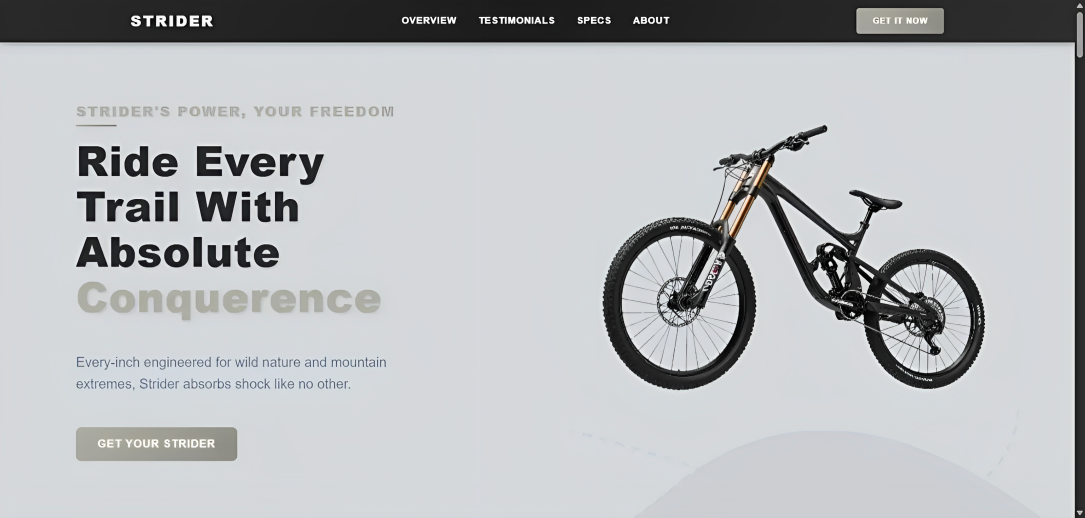 STRIDER
OVERVIEW TESTIMONIALS SPECS ABOUT
GET IT NOW
STRIDER'S POWER, YOUR FREEDOM
Ride Every
Trail With
Absolute
Conquerence
Every-inch engineered for wild nature and mountain
extremes, Strider absorbs shock like no other.
GET YOUR STRIDER